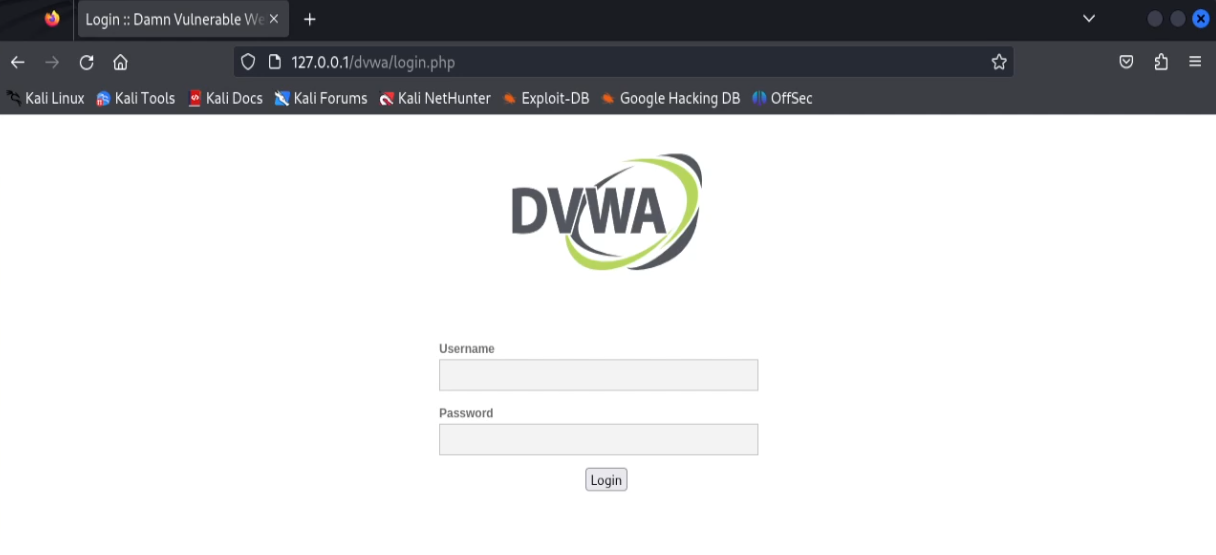 Login :: Damn Vulnerable We
127.0.0.1/dvwa/login.php
Kali Linux Kali Tools Kali Docs Kali Forums Kali NetHunter Exploit-DB Google Hacking DB OffSec
DVWA
Username
Password
Login